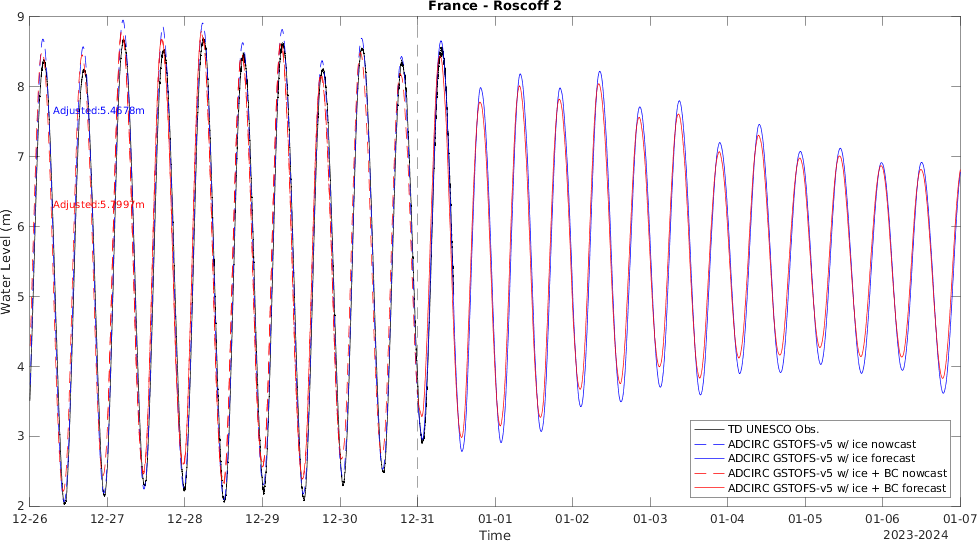 France - Roscoff 2
9
8
7
6
5
4
3
2
Water Level (m)
Adjusted:5.4678m
Adjusted:5.7997m
TD UNESCO Obs.
ADCIRC GSTOFS-v5 w/ ice nowcast
ADCIRC GSTOFS-v5 w/ ice forecast
ADCIRC GSTOFS-v5 w/ ice + BC nowcast
ADCIRC GSTOFS-v5 w/ ice + BC forecast
12-26 12-27 12-28 12-29 12-30 12-31 01-01 01-02 01-03 01-04 01-05 01-06 01-07
Time
2023-2024